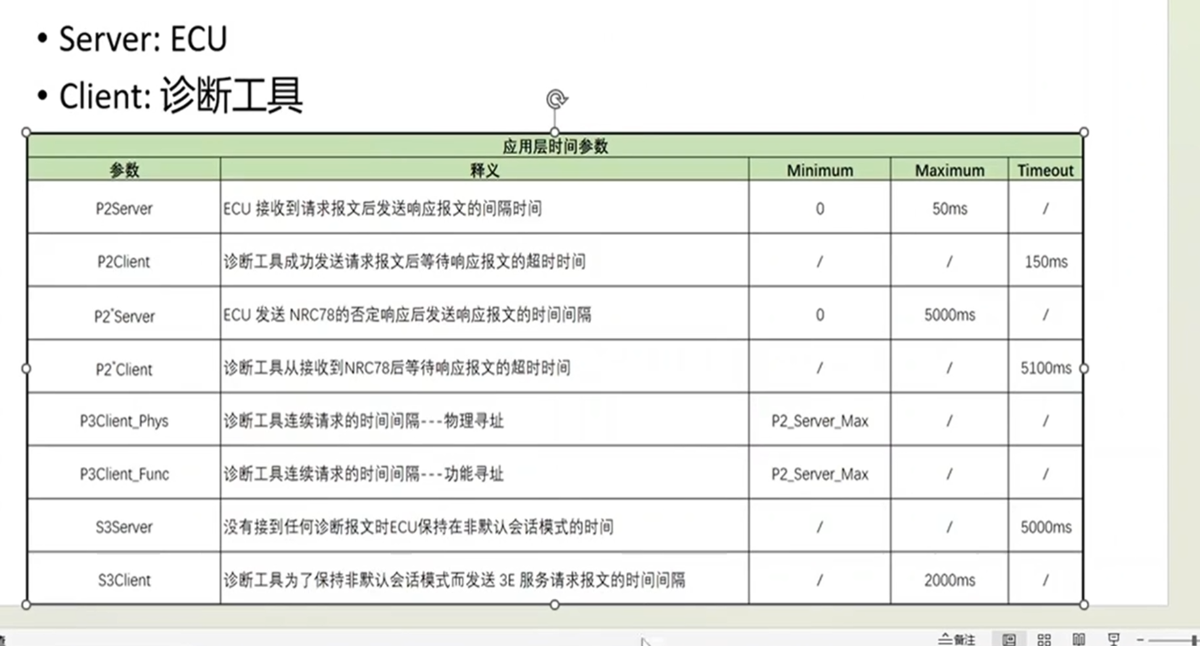 • Server: ECU
• Client: 诊断工具
应用层时间参数
参数 释义 Minimum Maximum Timeout
P2Server ECU 接收到请求报文后发送响应报文的间隔时间 0 50ms /
P2Client 诊断工具成功发送请求报文后等待响应报文的超时时间 / / 150ms
P2*Server ECU 发送 NRC78的否定响应后发送响应报文的时间间隔 0 5000ms /
P2*Client 诊断工具从接收到NRC78后等待响应报文的超时时间 / / 5100ms
P3Client_Phys 诊断工具连续请求的时间间隔---物理寻址 P2_Server_Max / /
P3Client_Func 诊断工具连续请求的时间间隔---功能寻址 P2_Server_Max / /
S3Server 没有接到任何诊断报文时ECU保持在非默认会话模式的时间 / / 5000ms
S3Client 诊断工具为了保持非默认会话模式而发送 3E 服务请求报文的时间间隔 / 2000ms /
备注